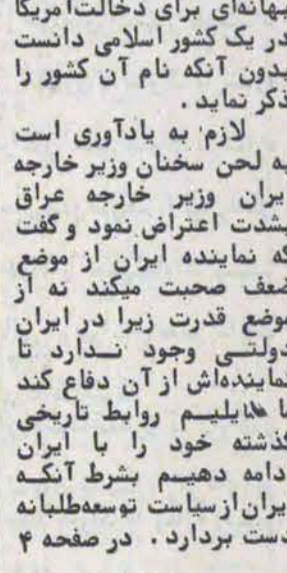 بهانه‌ای برای دخالت آمریکا
در یک کشور اسلامی دانست
بدون آنکه نام آن کشور را
ذکر نماید .
لازم به یادآوری است
به لحن سخنان وزیر خارجه
ایران وزیر خارجه عراق
بشدت اعتراض نمود و گفت
که نماینده ایران از موضع
ضعف صحبت میکند نه از
موضع قدرت زیرا در ایران
دولتی وجود ندارد تا
نماینده‌اش از آن دفاع کند
ما مایلیم روابط تاریخی
گذشته خود را با ایران
ادامه دهیم بشرط آنکه
ایران از سیاست توسعه‌طلبانه
دست بردارد . در صفحه ۴